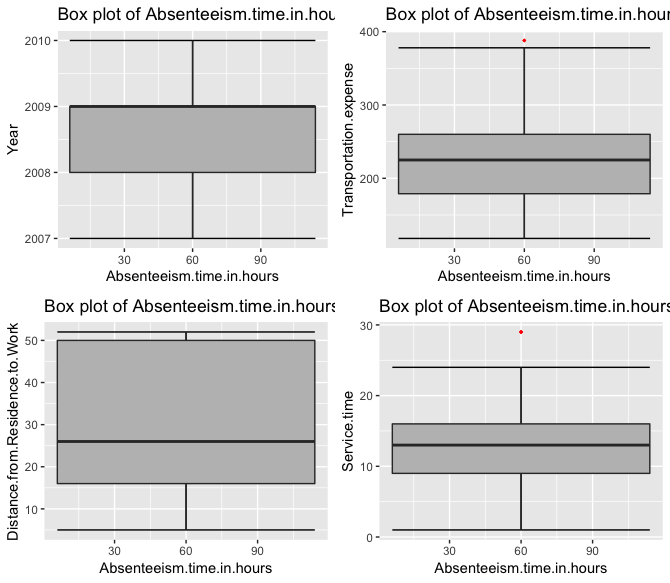 Box plot of Absenteeism.time.in.hou
2010
2009
2008
2007
Year
30 60 90
Absenteeism.time.in.hours
Box plot of Absenteeism.time.in.hour
400
300
200
Transportation.expense
30 60 90
Absenteeism.time.in.hours
Box plot of Absenteeism.time.in.hours
50
40
30
20
10
Distance.from.Residence.to.Work
30 60 90
Absenteeism.time.in.hours
Box plot of Absenteeism.time.in.hours
30
20
10
0
Service.time
30 60 90
Absenteeism.time.in.hours